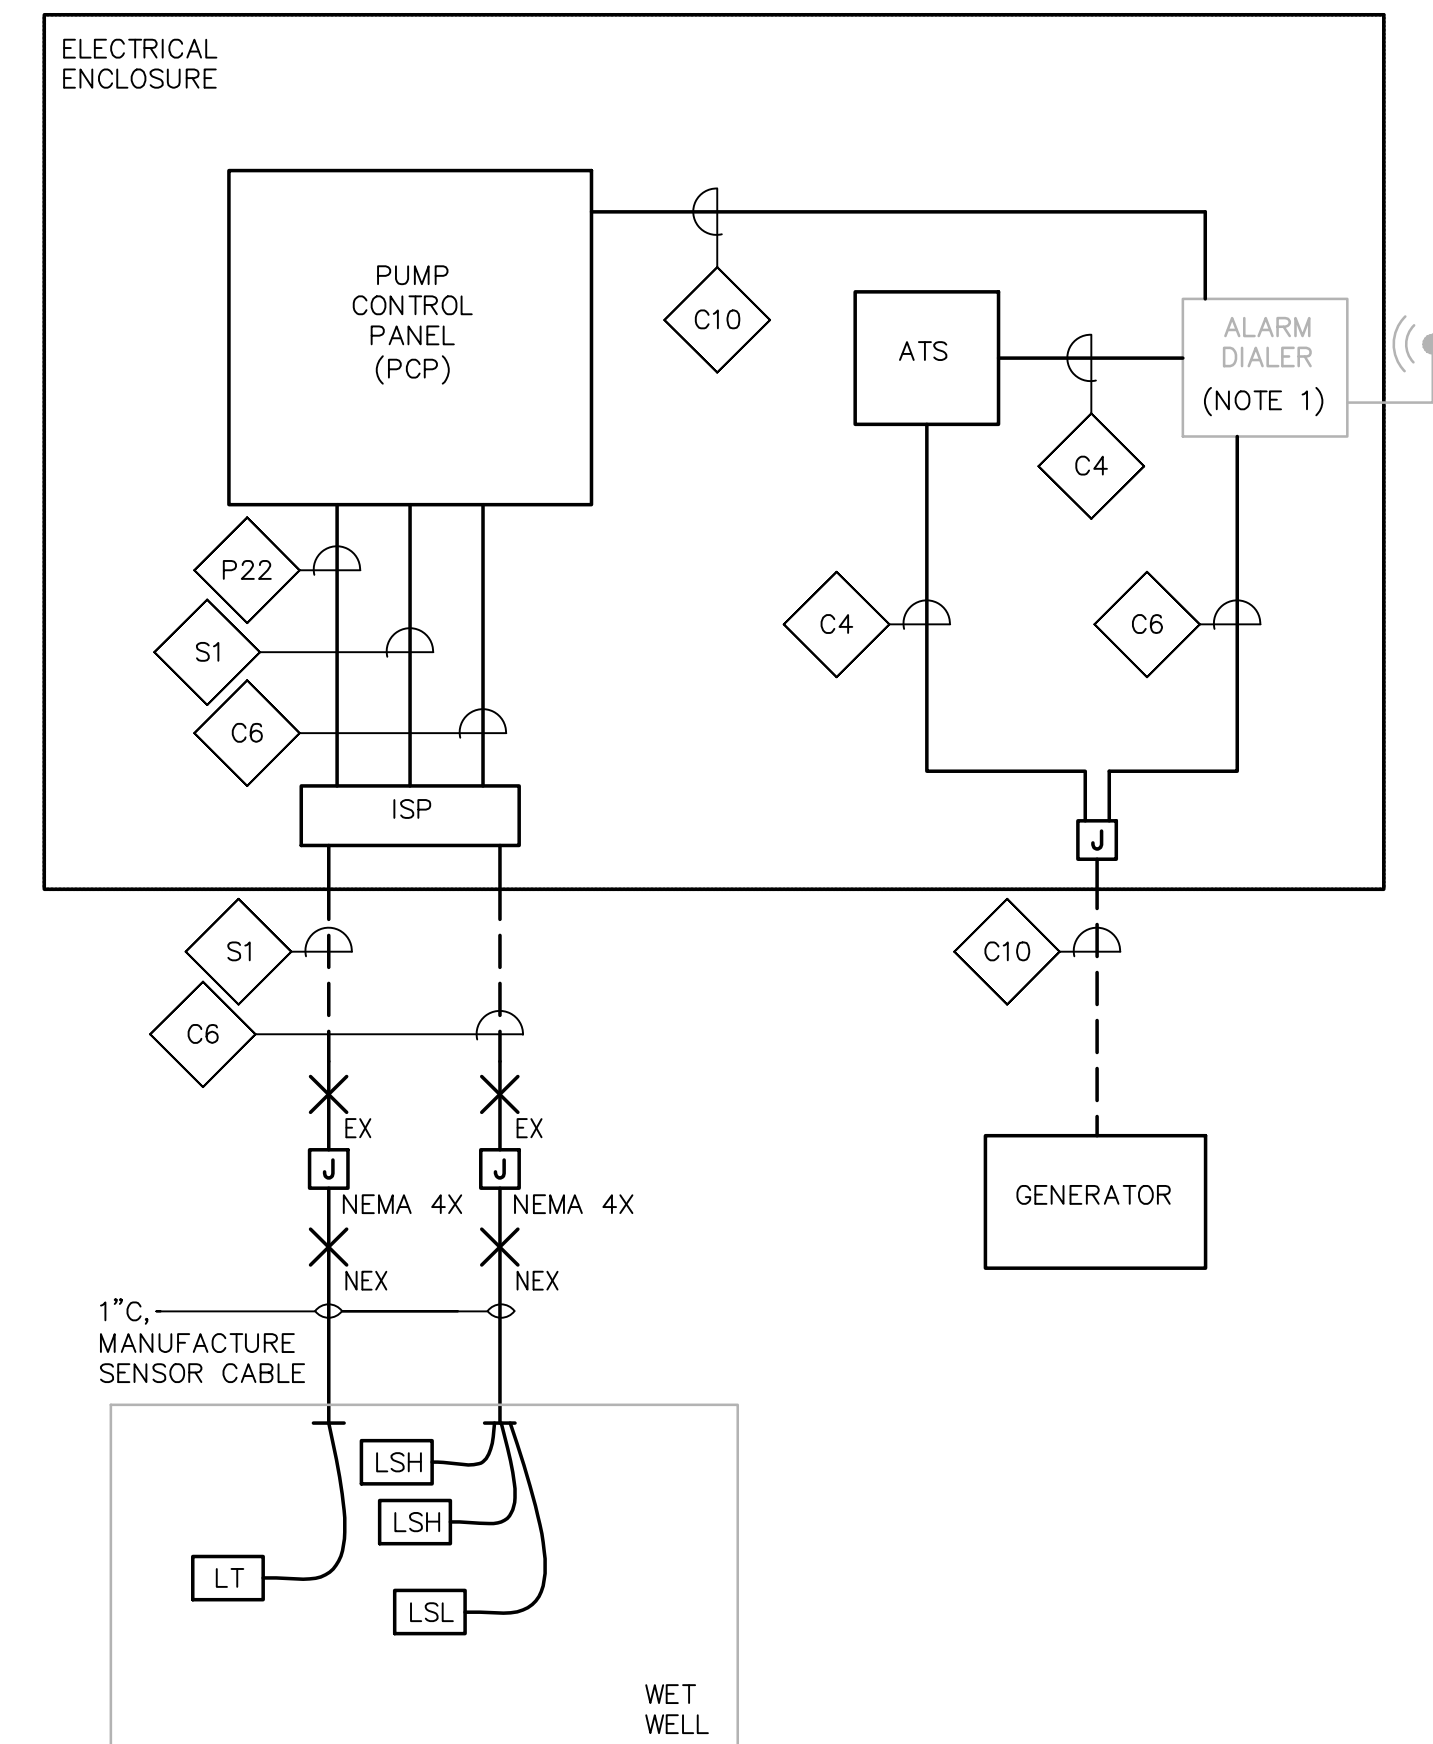 ELECTRICAL
ENCLOSURE
PUMP
CONTROL
PANEL
(PCP)
C10
ATS
ALARM
DIALER
(NOTE 1)
C4
P22
S1
C6
C4
C6
ISP
J
S1
C6
C10
EX
EX
J
J
NEMA 4X
NEMA 4X
GENERATOR
NEX
NEX
1"C,
MANUFACTURE
SENSOR CABLE
LSH
LSH
LT
LSL
WET
WELL